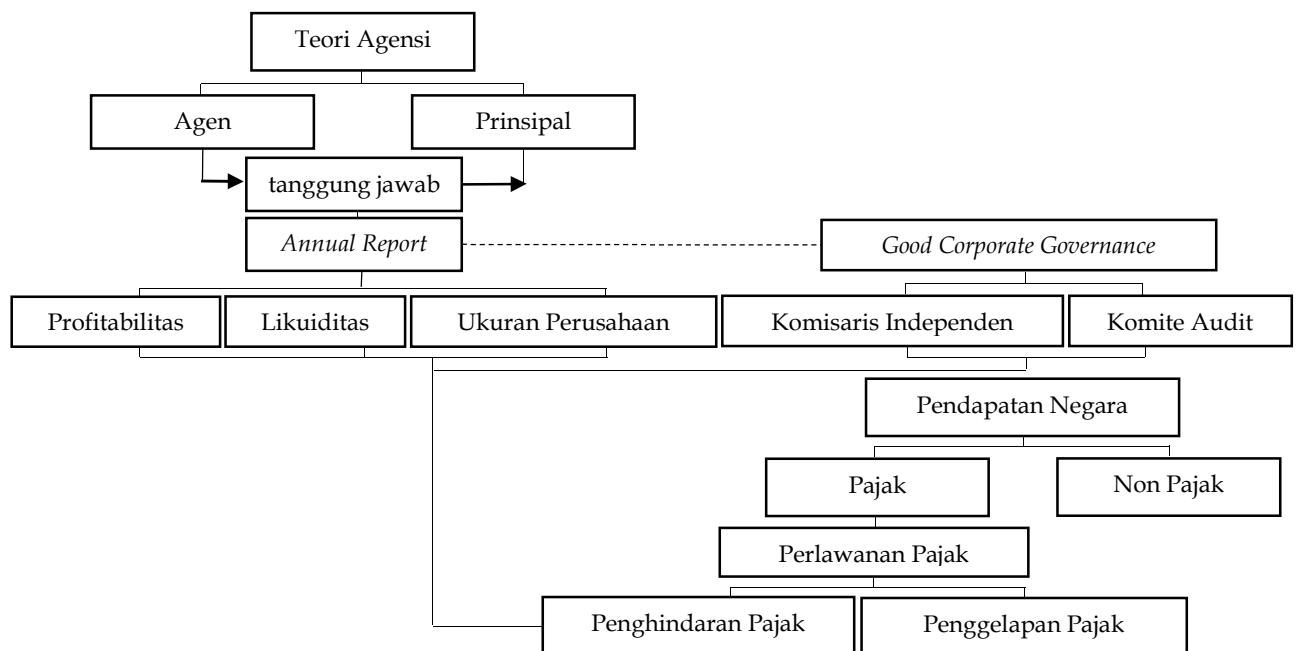 Teori Agensi
Agen
Prinsipal
tanggung jawab
Annual Report
Good Corporate Governance
Profitabilitas
Likuiditas
Ukuran Perusahaan
Komisaris Independen
Komite Audit
Pendapatan Negara
Pajak
Non Pajak
Perlawanan Pajak
Penghindaran Pajak
Penggelapan Pajak